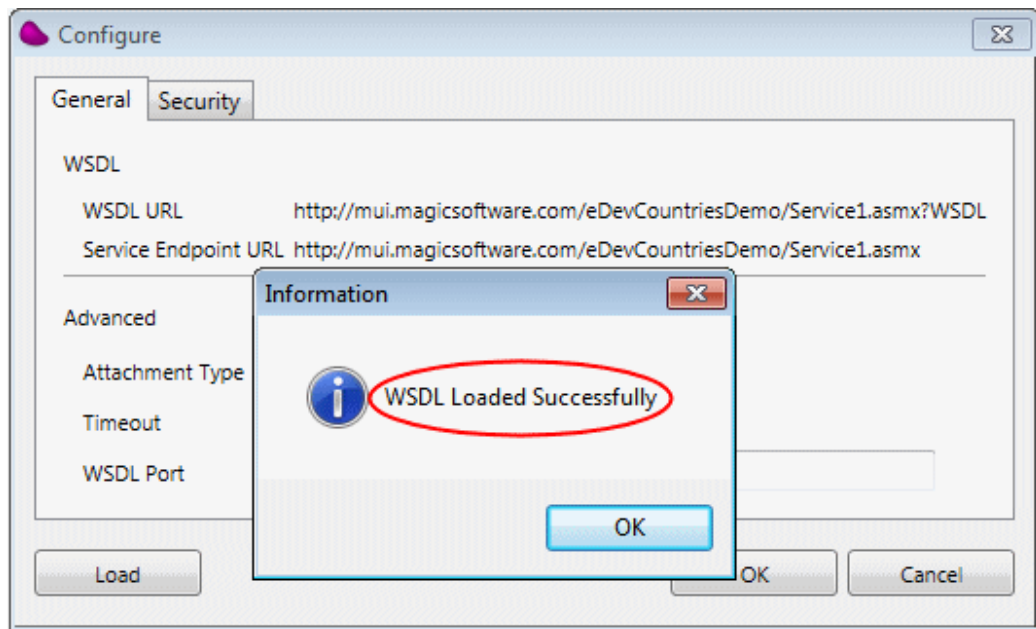 Configure
General
Security
WSDL
WSDL URL http://mui.magicsoftware.com/eDevCountriesDemo/Service1.asmx?WSDL
Service Endpoint URL http://mui.magicsoftware.com/eDevCountriesDemo/Service1.asmx
Information
Advanced
Attachment Type
WSDL Loaded Successfully
Timeout
WSDL Port
OK
Load
OK
Cancel